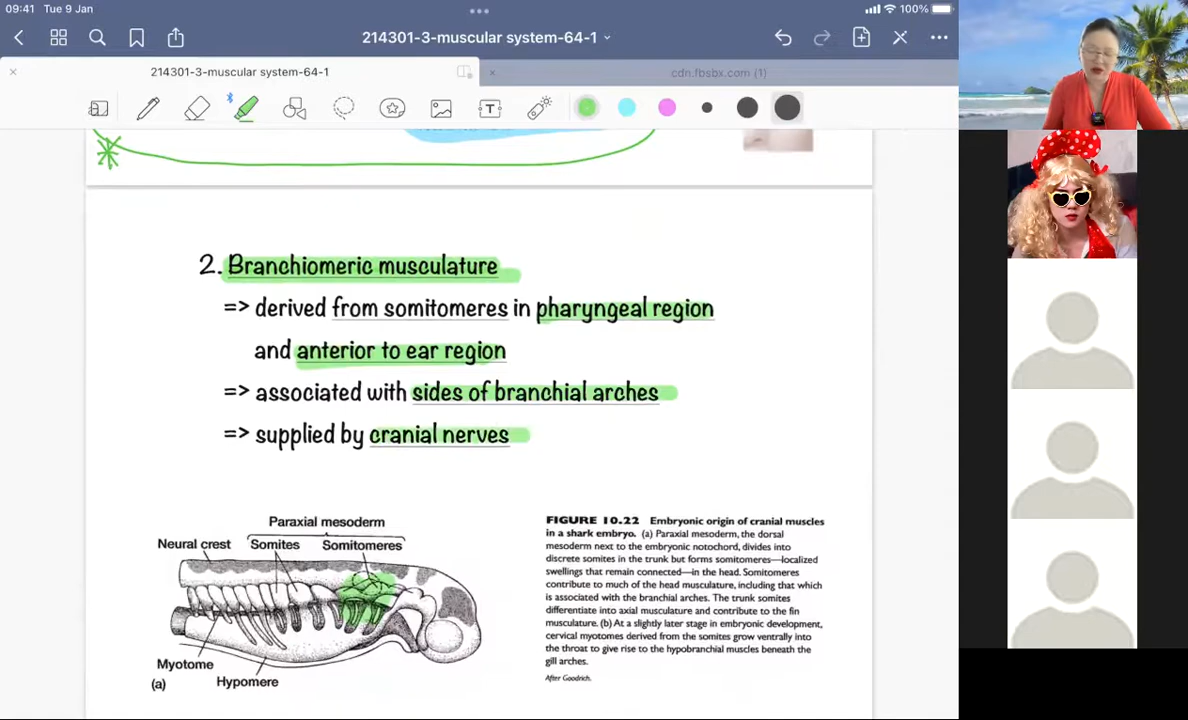 09:41 Tue 9 Jan
100%
214301-3-muscular system-64-1
214301-3-muscular system-64-1
cdn.fbsbx.com (1)
T
2. Branchiomeric musculature
=> derived from somitomeres in pharyngeal region
and anterior to ear region
=> associated with sides of branchial arches
=> supplied by cranial nerves
Paraxial mesoderm
Neural crest Somites Somitomeres
Myotome
Hypomere
(a)
FIGURE 10.22 Embryonic origin of cranial muscles
in a shark embryo. (a) Paraxial mesoderm, the dorsal
mesoderm next to the embryonic notochord, divides into
discrete somites in the trunk but forms somitomeres—localized
swellings that remain connected—in the head. Somitomeres
contribute to much of the head musculature, including that which
is associated with the branchial arches. The trunk somites
differentiate into axial musculature and contribute to the fin
musculature. (b) At a slightly later stage in embryonic development,
cervical myotomes derived from the somites grow ventrally into
the throat to give rise to the hypobranchial muscles beneath the
gill arches.
After Goodrich.